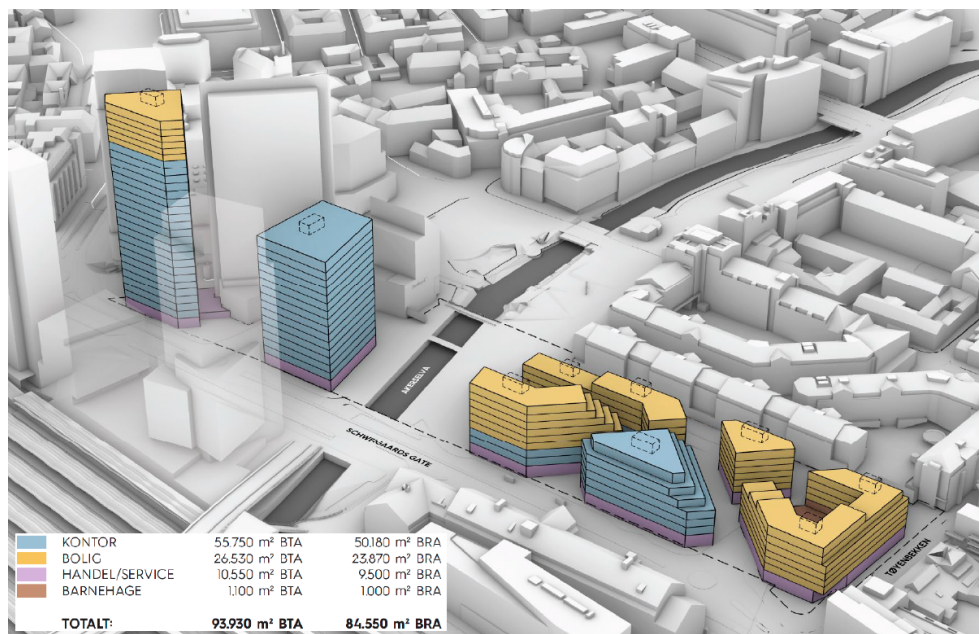 AKERSELVA
SCHWEIGAARDS GATE
TØYENBEKKEN
KONTOR 55.750 m² BTA 50.180 m² BRA
BOLIG 26.530 m² BTA 23.870 m² BRA
HANDEL/SERVICE 10.550 m² BTA 9.500 m² BRA
BARNEHAGE 1.100 m² BTA 1.000 m² BRA
TOTALT: 93.930 m² BTA 84.550 m² BRA